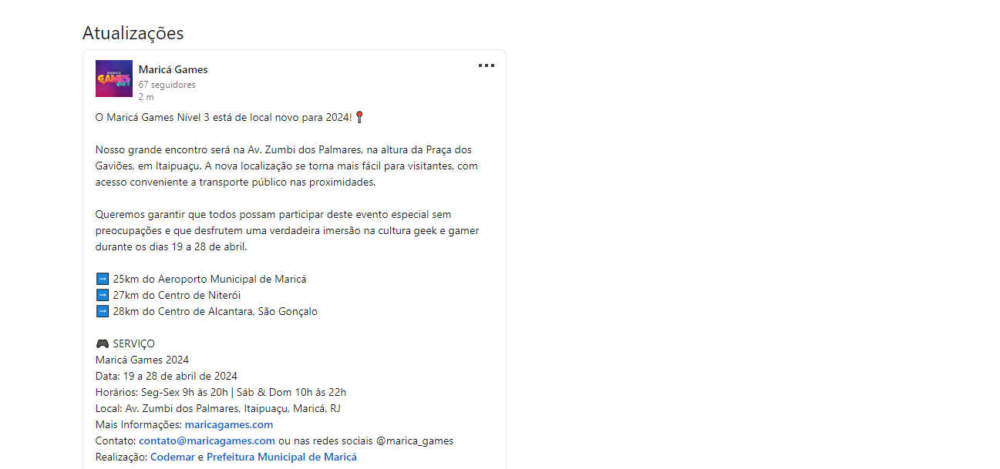 Atualizações
Maricá Games
67 seguidores
2 m
MARICÁ
GAMES
O Maricá Games Nível 3 está de local novo para 2024!
Nosso grande encontro será na Av. Zumbi dos Palmares, na altura da Praça dos
Gaviões, em Itaipuaçu. A nova localização se torna mais fácil para visitantes, com
acesso conveniente a transporte público nas proximidades.
Queremos garantir que todos possam participar deste evento especial sem
preocupações e que desfrutem uma verdadeira imersão na cultura geek e gamer
durante os dias 19 a 28 de abril.
25km do Aeroporto Municipal de Maricá
27km do Centro de Niterói
28km do Centro de Alcantara, São Gonçalo
SERVIÇO
Maricá Games 2024
Data: 19 a 28 de abril de 2024
Horários: Seg-Sex 9h às 20h | Sáb & Dom 10h às 22h
Local: Av. Zumbi dos Palmares, Itaipuaçu, Maricá, RJ
Mais Informações: maricagames.com
Contato: contato@maricagames.com ou nas redes sociais @marica_games
Realização: Codemar e Prefeitura Municipal de Maricá